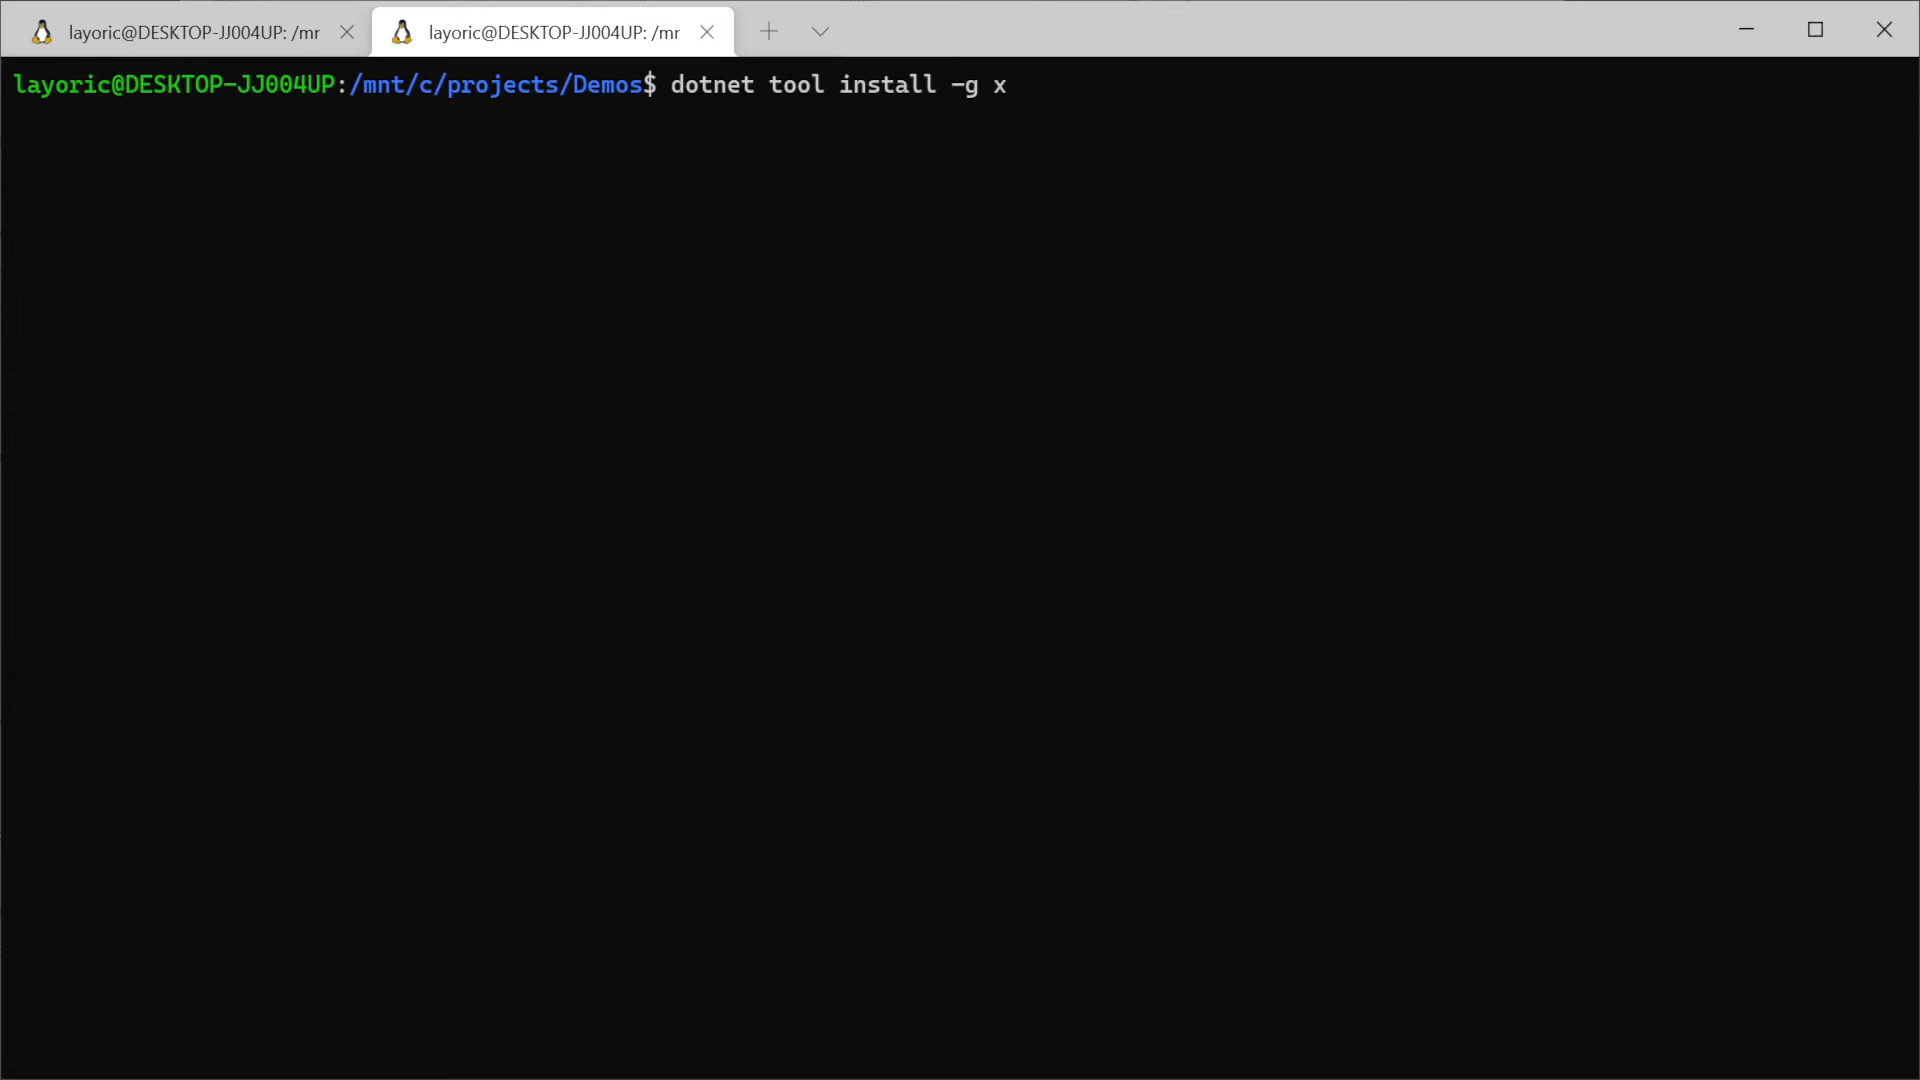 layoric@DESKTOP-JJ004UP: /mr
layoric@DESKTOP-JJ004UP: /mr
layoric@DESKTOP-JJ004UP:/mnt/c/projects/Demos$ dotnet tool install -g x